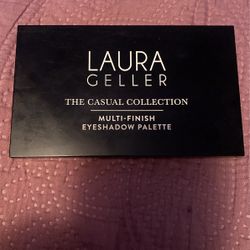 LAURA
GELLER
THE CASUAL COLLECTION
MULTI-FINISH
EYESHADOW PALETTE